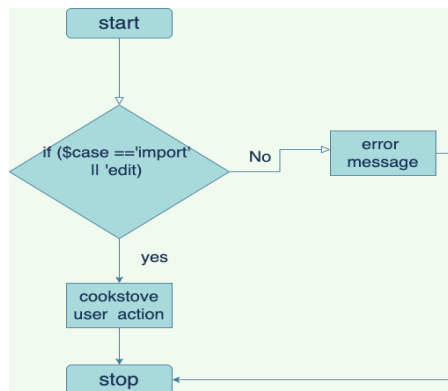 start
if ($case =='import'
|| 'edit)
No
error
message
yes
cookstove
user action
stop